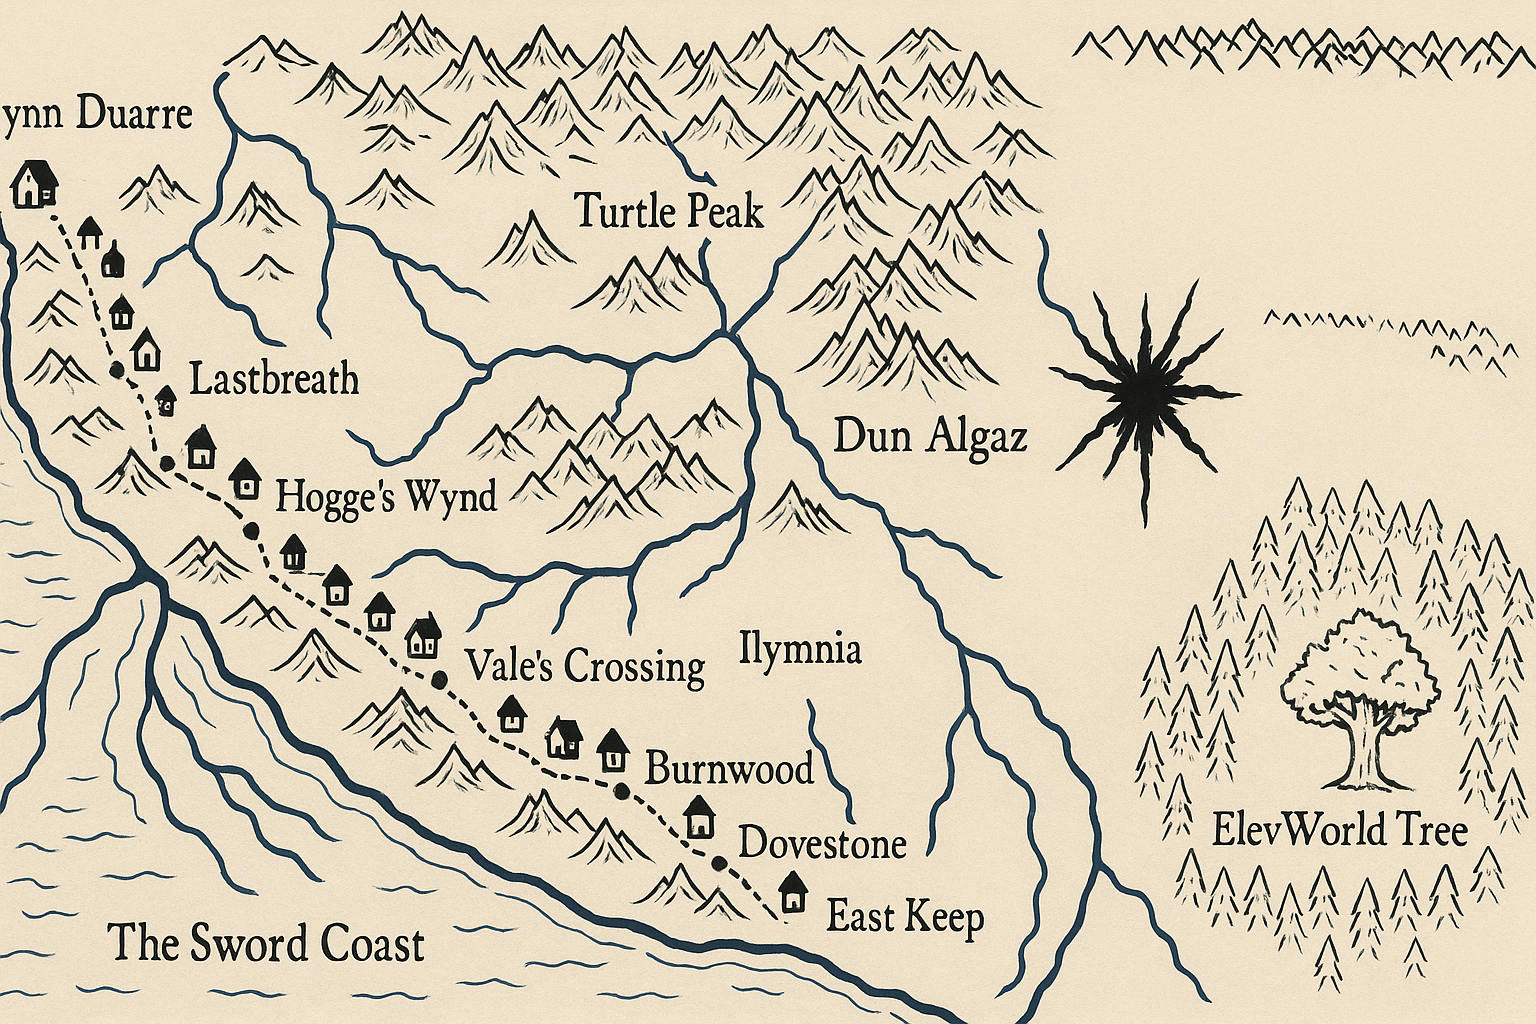 ynn Duarre
Turtle Peak
Lastbreath
Dun Algaz
Hogge's Wynd
Ilymnia
Vale's Crossing
Burnwood
ElevWorld Tree
Dovestone
East Keep
The Sword Coast